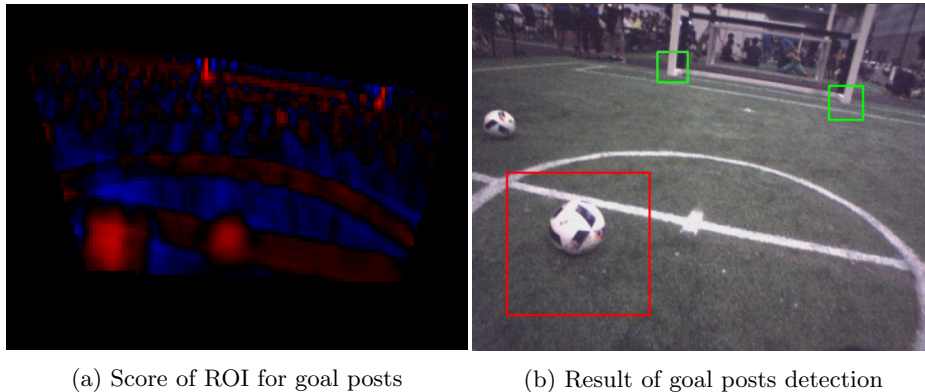 (a) Score of ROI for goal posts
(b) Result of goal posts detection